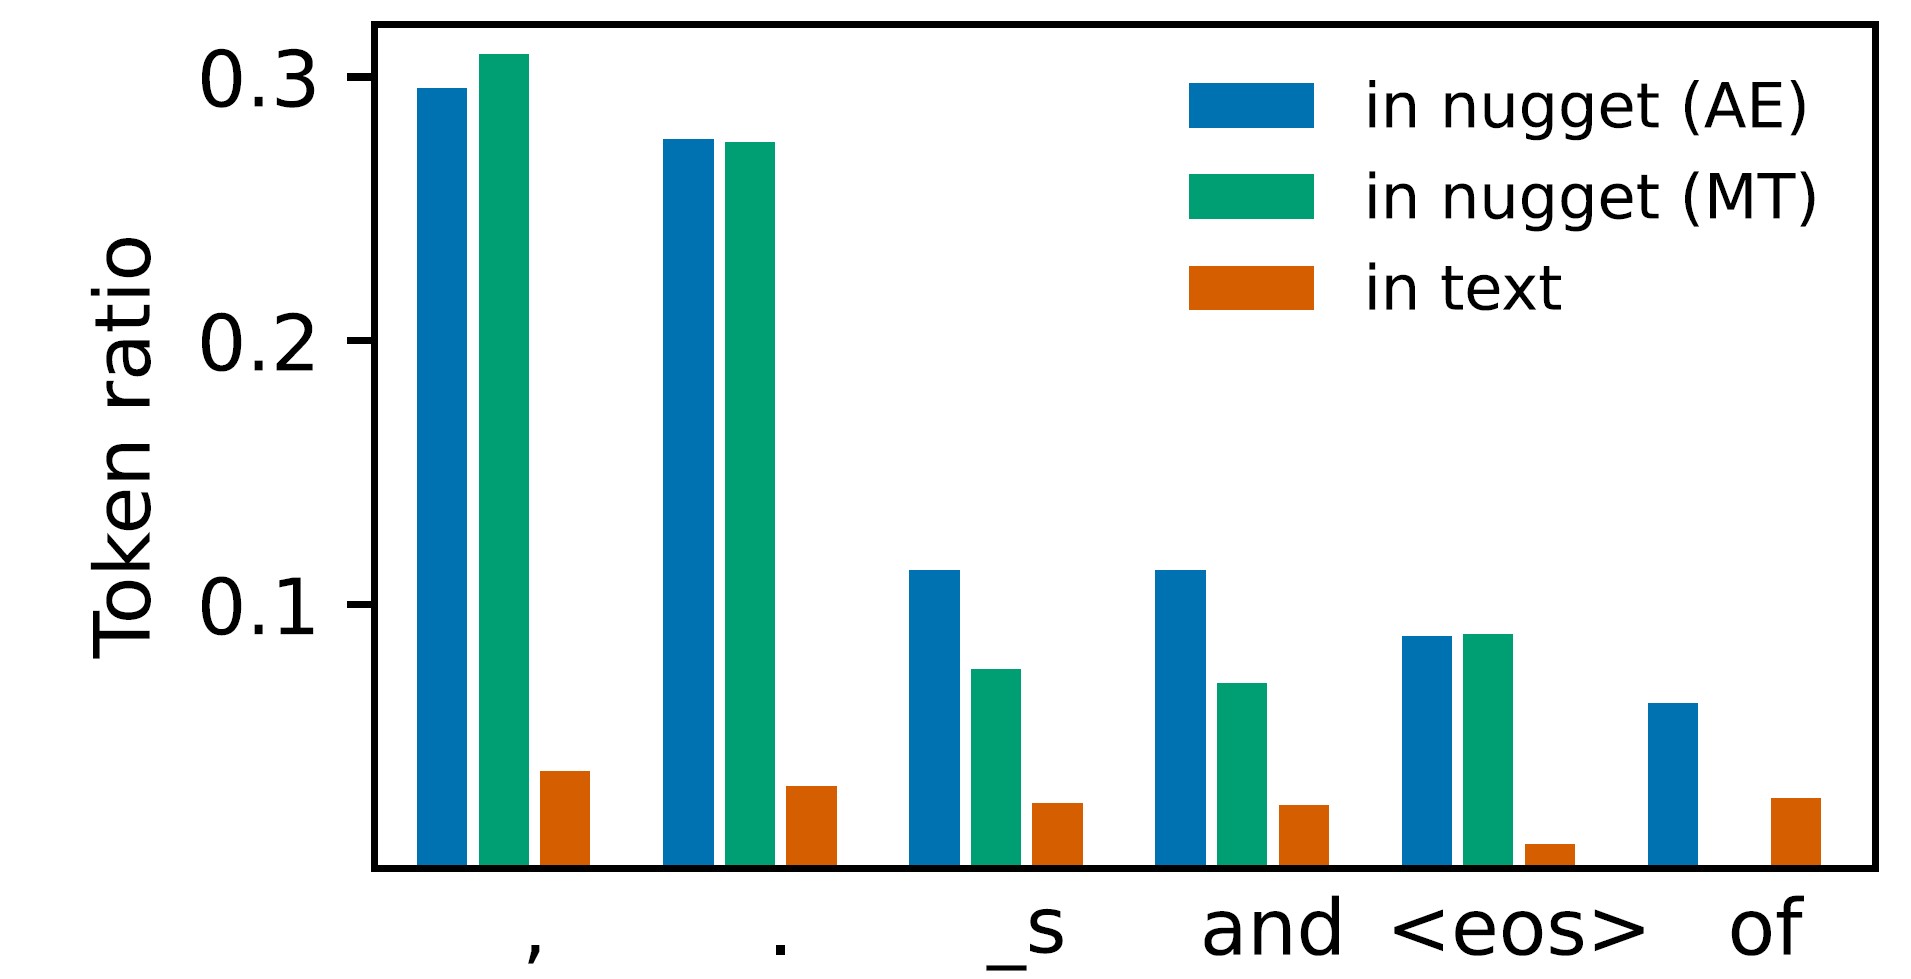 Token ratio
0.3
0.2
0.1
in nugget (AE)
in nugget (MT)
in text
, . _s and <eos> of